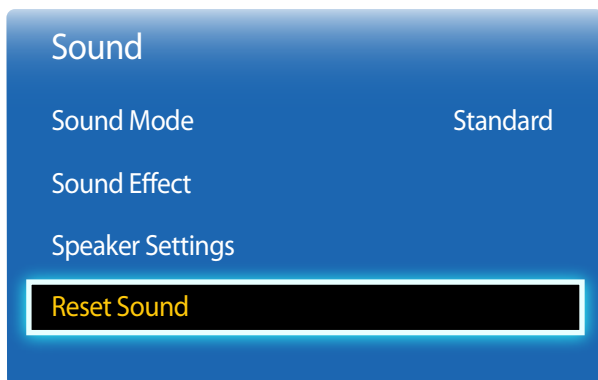 Sound
Sound Mode Standard
Sound Effect
Speaker Settings
Reset Sound